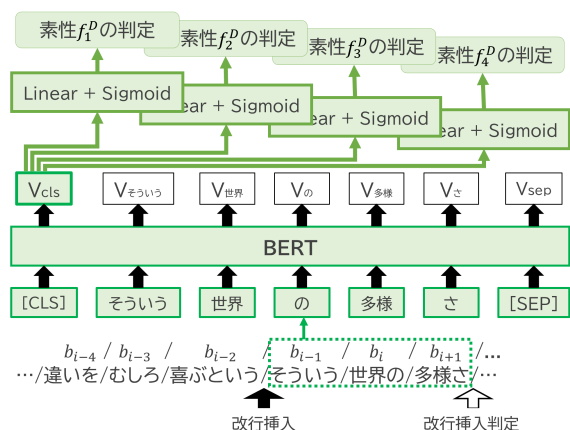 素性f₁ᴰの判定
素性f₂ᴰの判定
素性f₃ᴰの判定
素性f₄ᴰの判定
Linear + Sigmoid
ear + Sigmoid
ear + Sigmoid
ear + Sigmoid
Vcls Vそういう V世界 Vの V多様 Vさ Vsep
BERT
[CLS] そういう 世界 の 多様 さ [SEP]
bᵢ₋₄ / bᵢ₋₃ / bᵢ₋₂ / bᵢ₋₁ / bᵢ / bᵢ₊₁ /...
…/違いを/むしろ/喜ぶという/そういう/世界の/多様さ/…
改行挿入 改行挿入判定